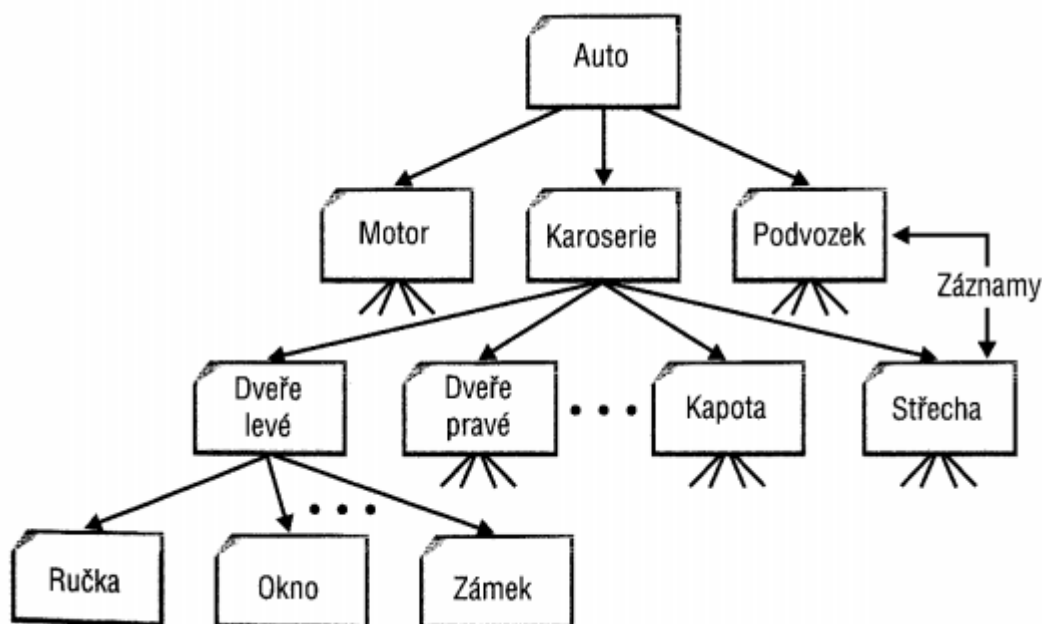 Auto
Motor
Karoserie
Podvozek
Záznamy
Dveře
levé
Dveře
pravé
Kapota
Střecha
Ručka
Okno
Zámek